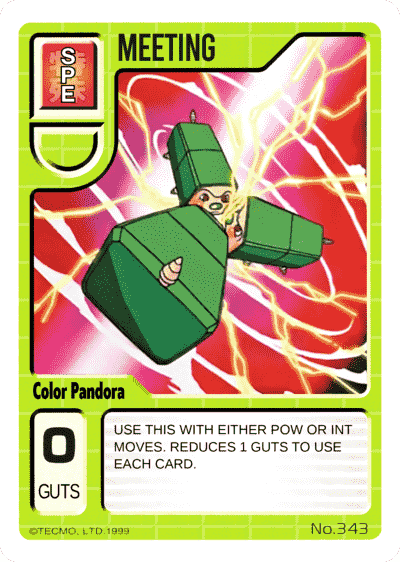 SPE
MEETING
Color Pandora
0
GUTS
USE THIS WITH EITHER POW OR INT
MOVES. REDUCES 1 GUTS TO USE
EACH CARD.
©TECMO, LTD.1999
No.343